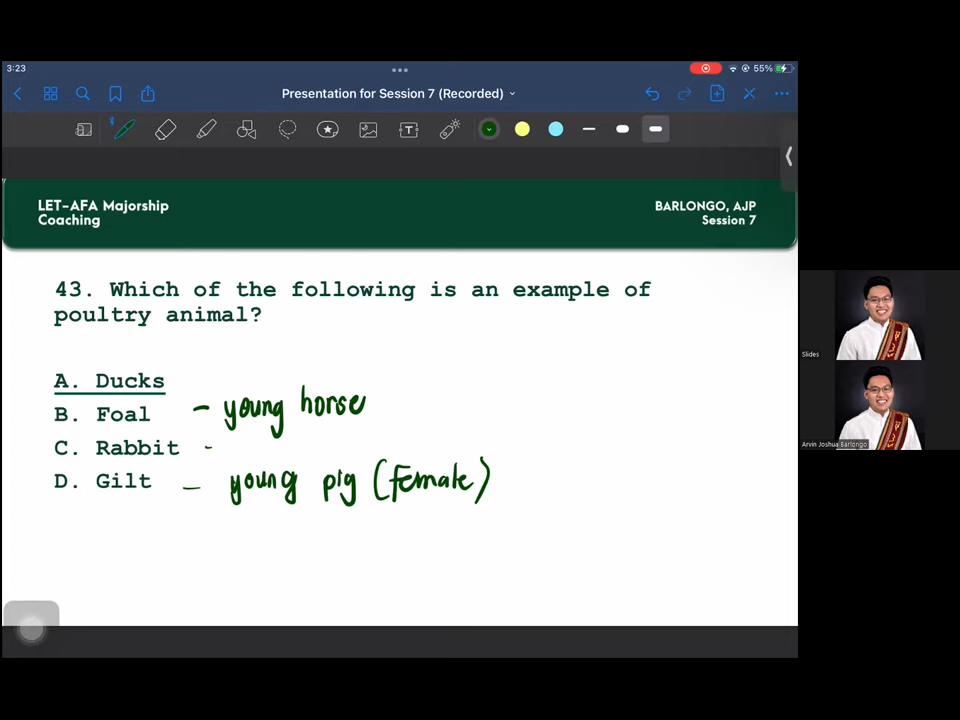 3:23
55%
Presentation for Session 7 (Recorded)
T
LET-AFA Majorship
Coaching
BARLONGO, AJP
Session 7
43. Which of the following is an example of
poultry animal?
A. Ducks
B. Foal - young horse
C. Rabbit -
D. Gilt - young pig (female)
Slides
Arvin Joshua Barlongo